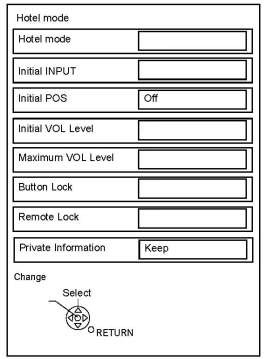 Hotel mode
Hotel mode
Initial INPUT
Initial POS Off
Initial VOL Level
Maximum VOL Level
Button Lock
Remote Lock
Private Information Keep
Change
Select
RETURN